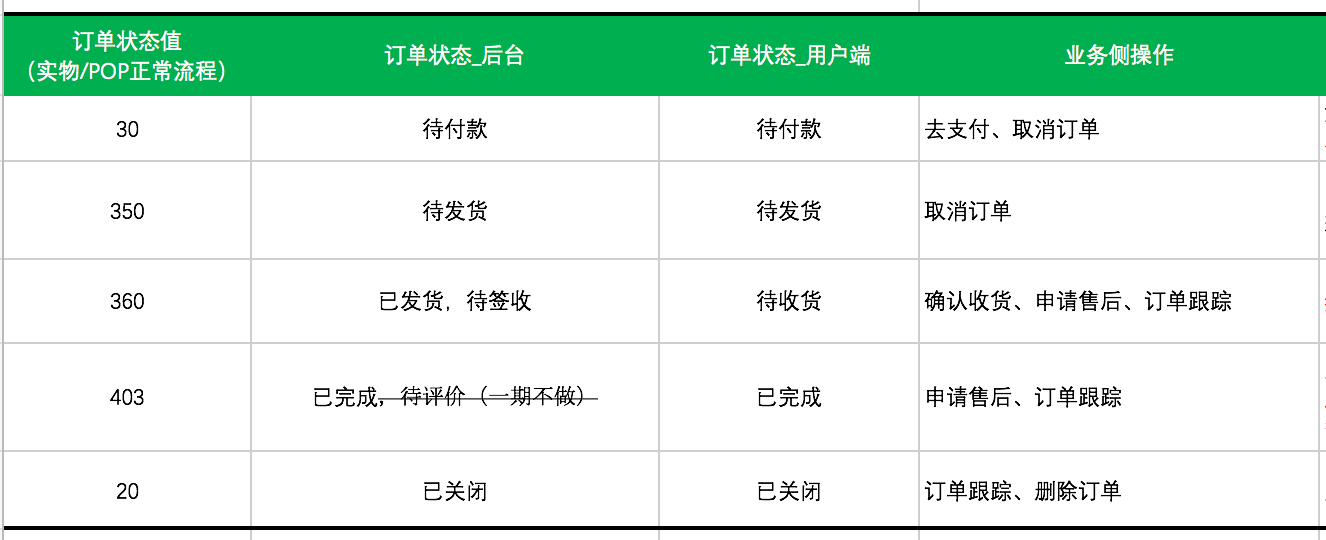 订单状态值
（实物/POP正常流程）
订单状态_后台
订单状态_用户端
业务侧操作
30
待付款
待付款
去支付、取消订单
350
待发货
待发货
取消订单
360
已发货，待签收
待收货
确认收货、申请售后、订单跟踪
403
已完成，待评价（一期不做）
已完成
申请售后、订单跟踪
20
已关闭
已关闭
订单跟踪、删除订单